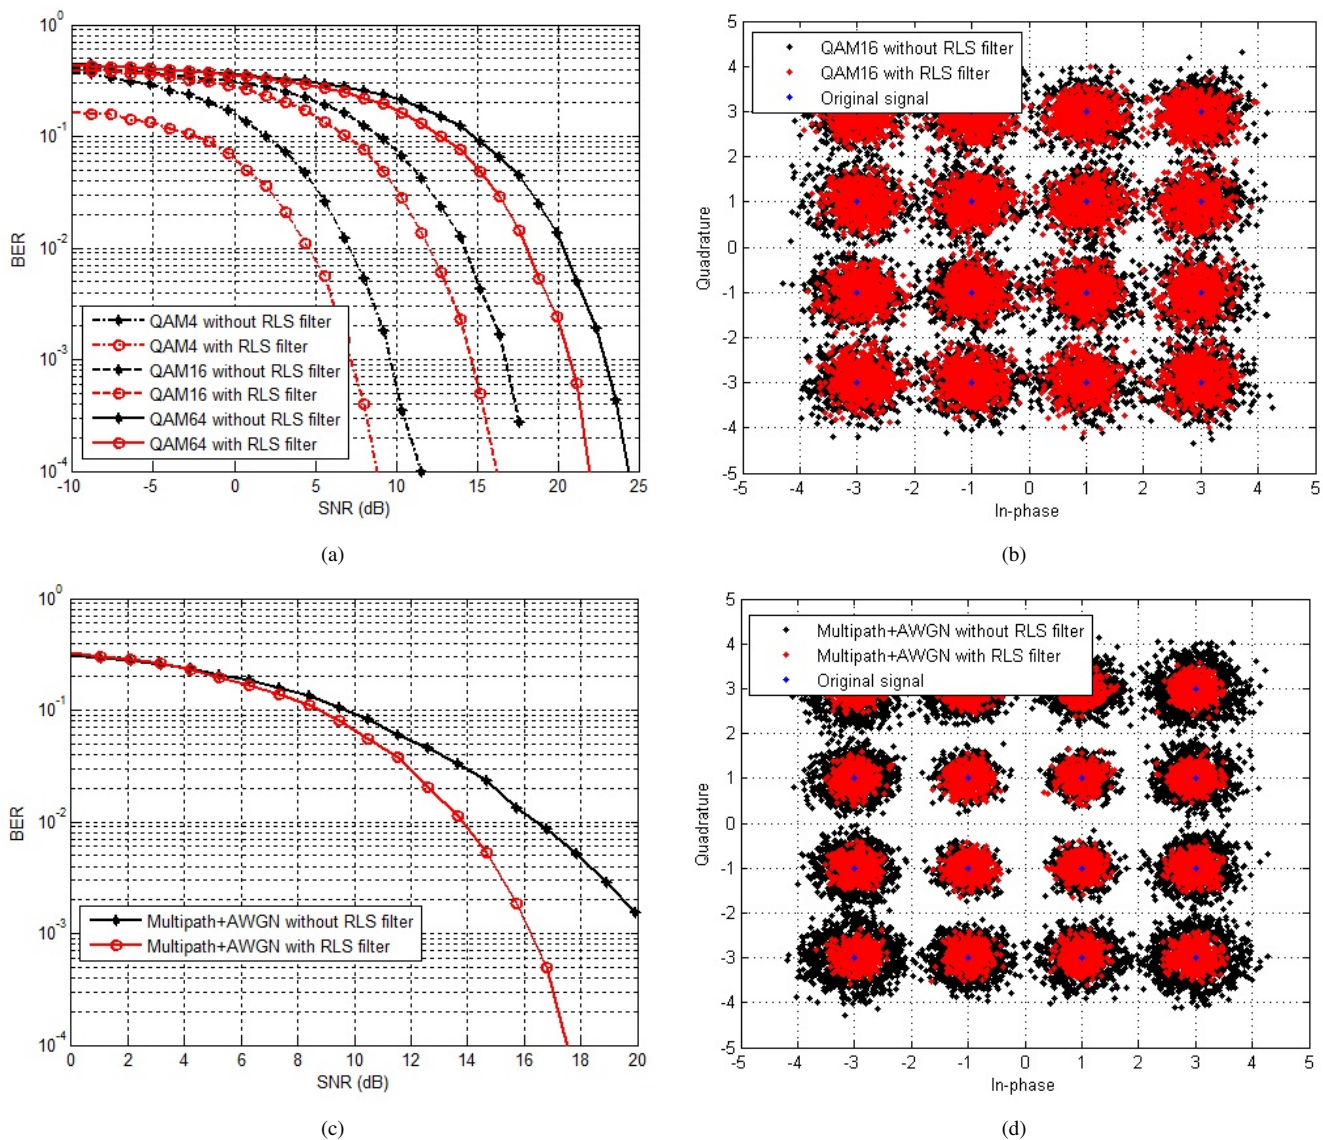 10^0
10^-1
10^-2
10^-3
10^-4
BER
-10 -5 0 5 10 15 20 25
SNR (dB)
QAM4 without RLS filter
QAM4 with RLS filter
QAM16 without RLS filter
QAM16 with RLS filter
QAM64 without RLS filter
QAM64 with RLS filter
(a)
5
4
3
2
1
0
-1
-2
-3
-4
-5
Quadrature
-5 -4 -3 -2 -1 0 1 2 3 4 5
In-phase
QAM16 without RLS filter
QAM16 with RLS filter
Original signal
(b)
10^0
10^-1
10^-2
10^-3
10^-4
BER
0 2 4 6 8 10 12 14 16 18 20
SNR (dB)
Multipath+AWGN without RLS filter
Multipath+AWGN with RLS filter
(c)
5
4
3
2
1
0
-1
-2
-3
-4
-5
Quadrature
-5 -4 -3 -2 -1 0 1 2 3 4 5
In-phase
Multipath+AWGN without RLS filter
Multipath+AWGN with RLS filter
Original signal
(d)